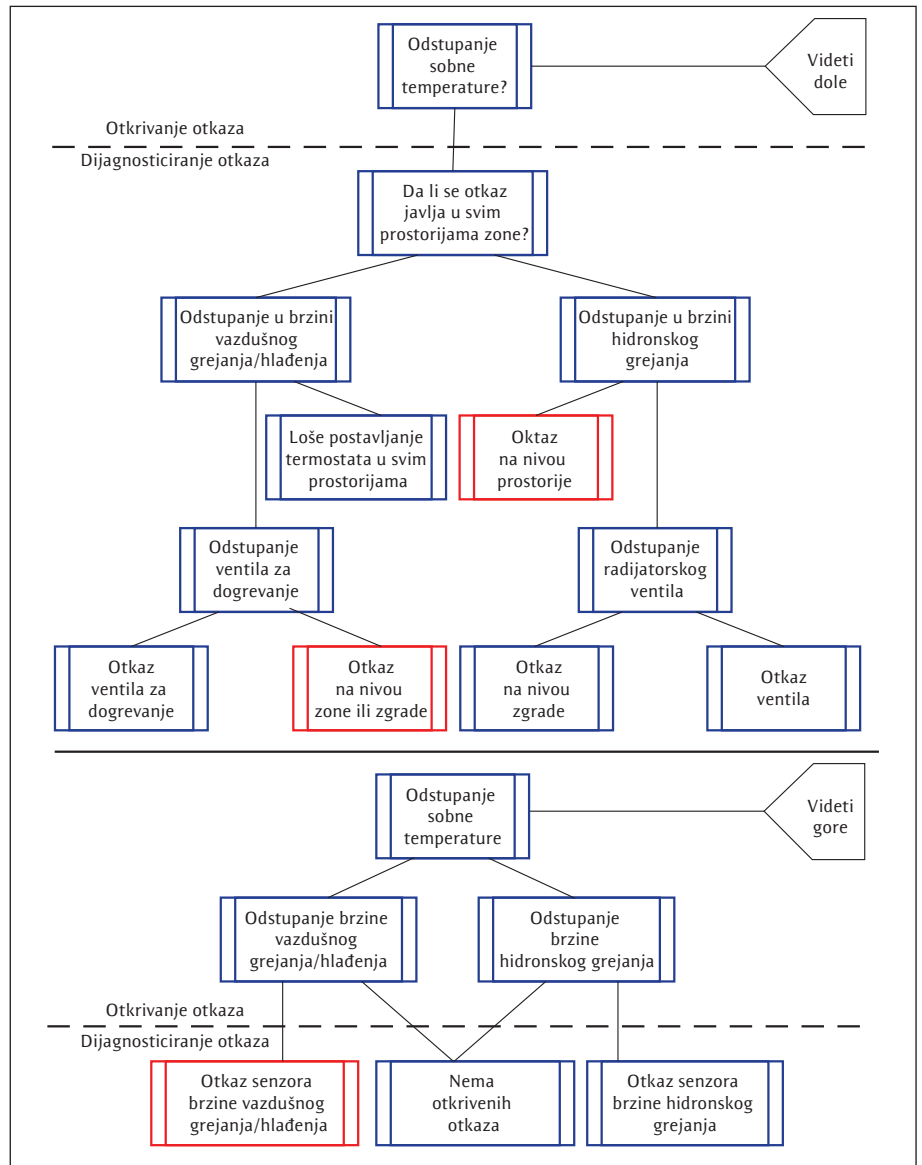 Odstupanje
sobne
temperature?
Videti
dole
Otkrivanje otkaza
Dijagnosticiranje otkaza
Da li se otkaz
javlja u svim
prostorijama zone?
Odstupanje u brzini
vazdušnog
grejanja/hlađenja
Odstupanje u brzini
hidronskog
grejanja
Loše postavljanje
termostata u svim
prostorijama
Oktaz
na nivou
prostorije
Odstupanje
ventila za
dogrevanje
Odstupanje
radijatorskog
ventila
Otkaz
ventila za
dogrevanje
Otkaz
na nivou
zone ili zgrade
Otkaz
na nivou
zgrade
Otkaz
ventila
Odstupanje
sobne
temperature
Videti
gore
Odstupanje brzine
vazdušnog
grejanja/hlađenja
Odstupanje
brzine
hidronskog grejanja
Otkrivanje otkaza
Dijagnosticiranje otkaza
Otkaz senzora
brzine vazdušnog
grejanja/hlađenja
Nema
otkrivenih
otkaza
Otkaz senzora
brzine hidronskog
grejanja